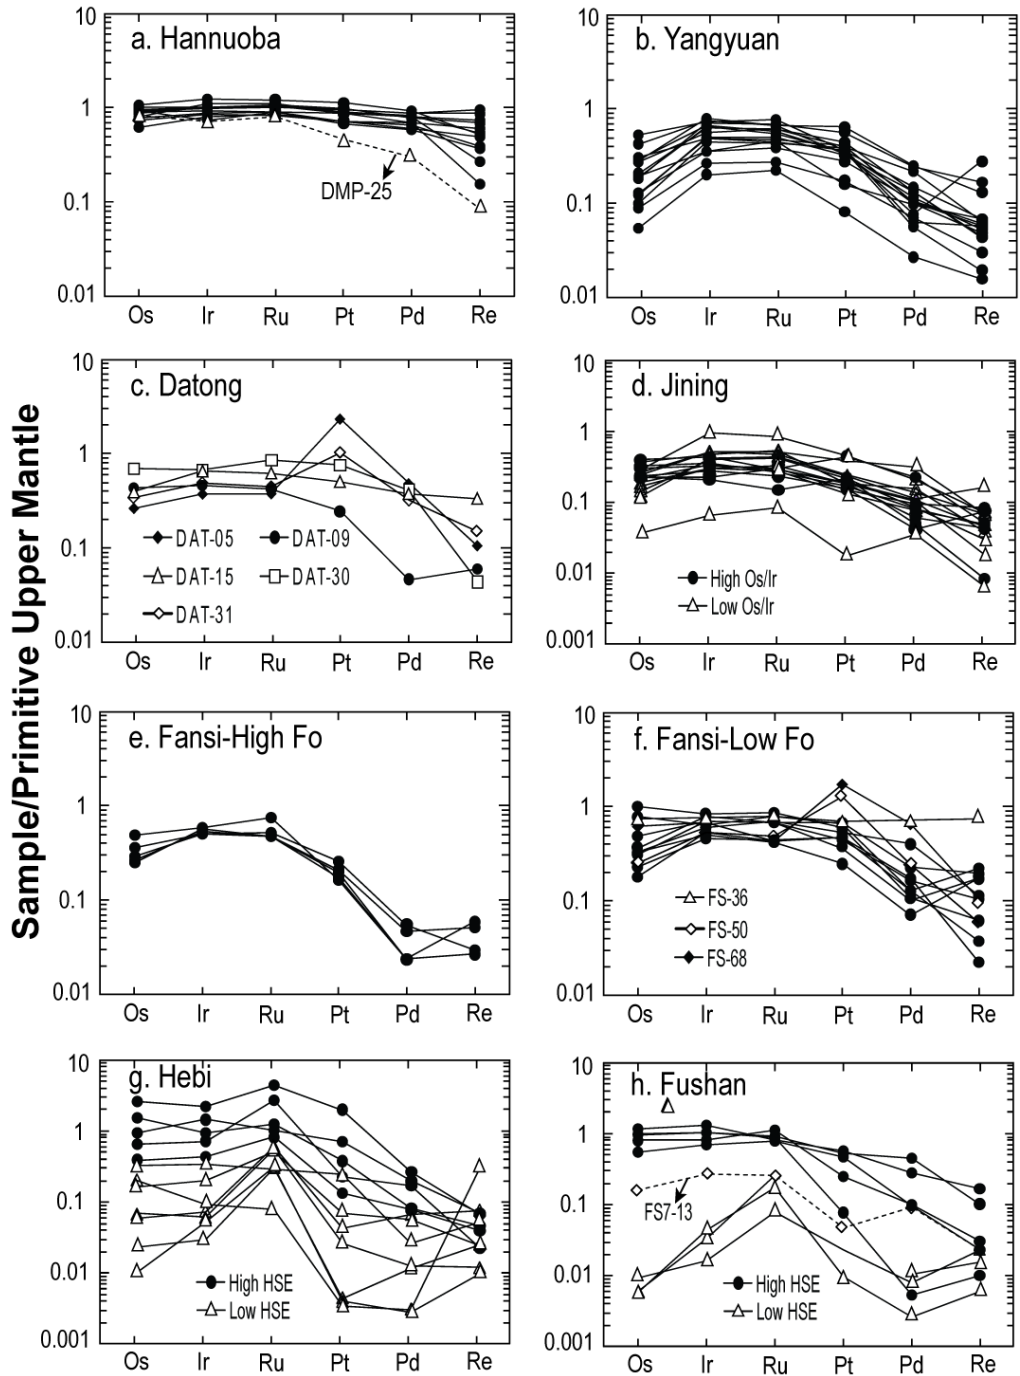 Sample/Primitive Upper Mantle
a. Hannuoba
10
1
0.1
0.01
DMP-25
Os Ir Ru Pt Pd Re
b. Yangyuan
10
1
0.1
0.01
Os Ir Ru Pt Pd Re
c. Datong
10
1
0.1
0.01
DAT-05 DAT-09
DAT-15 DAT-30
DAT-31
Os Ir Ru Pt Pd Re
d. Jining
10
1
0.1
0.01
0.001
High Os/Ir
Low Os/Ir
Os Ir Ru Pt Pd Re
e. Fansi-High Fo
10
1
0.1
0.01
Os Ir Ru Pt Pd Re
f. Fansi-Low Fo
10
1
0.1
0.01
FS-36
FS-50
FS-68
Os Ir Ru Pt Pd Re
g. Hebi
10
1
0.1
0.01
0.001
High HSE
Low HSE
Os Ir Ru Pt Pd Re
h. Fushan
10
1
0.1
0.01
0.001
FS7-13
High HSE
Low HSE
Os Ir Ru Pt Pd Re